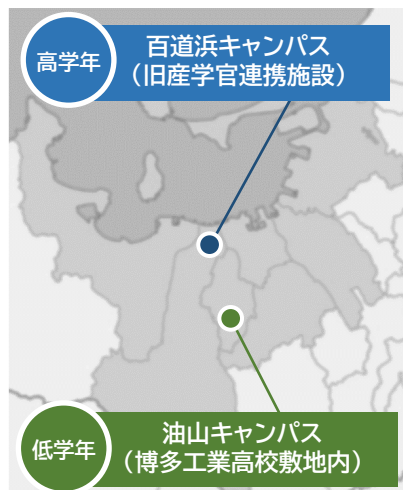 高学年
百道浜キャンパス
（旧産学官連携施設）
低学年
油山キャンパス
（博多工業高校敷地内）